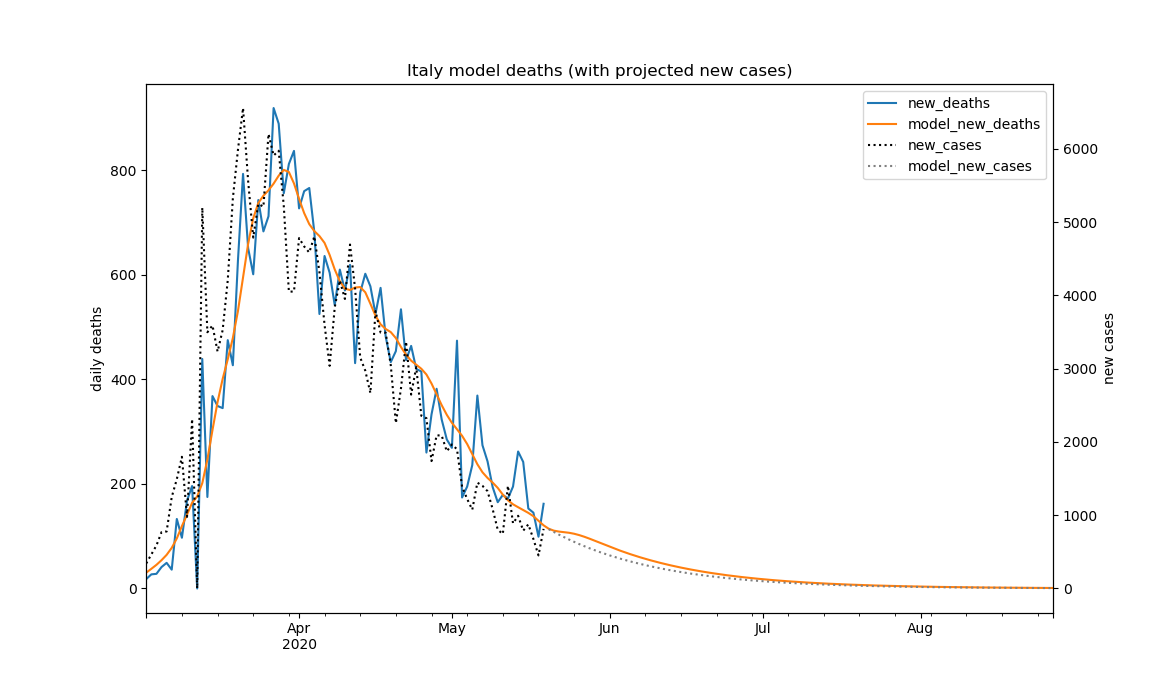 Italy model deaths (with projected new cases)
new_deaths
model_new_deaths
new_cases
model_new_cases
daily deaths
800
600
400
200
0
6000
5000
4000
3000
2000
1000
0
new cases
Apr
2020
May
Jun
Jul
Aug